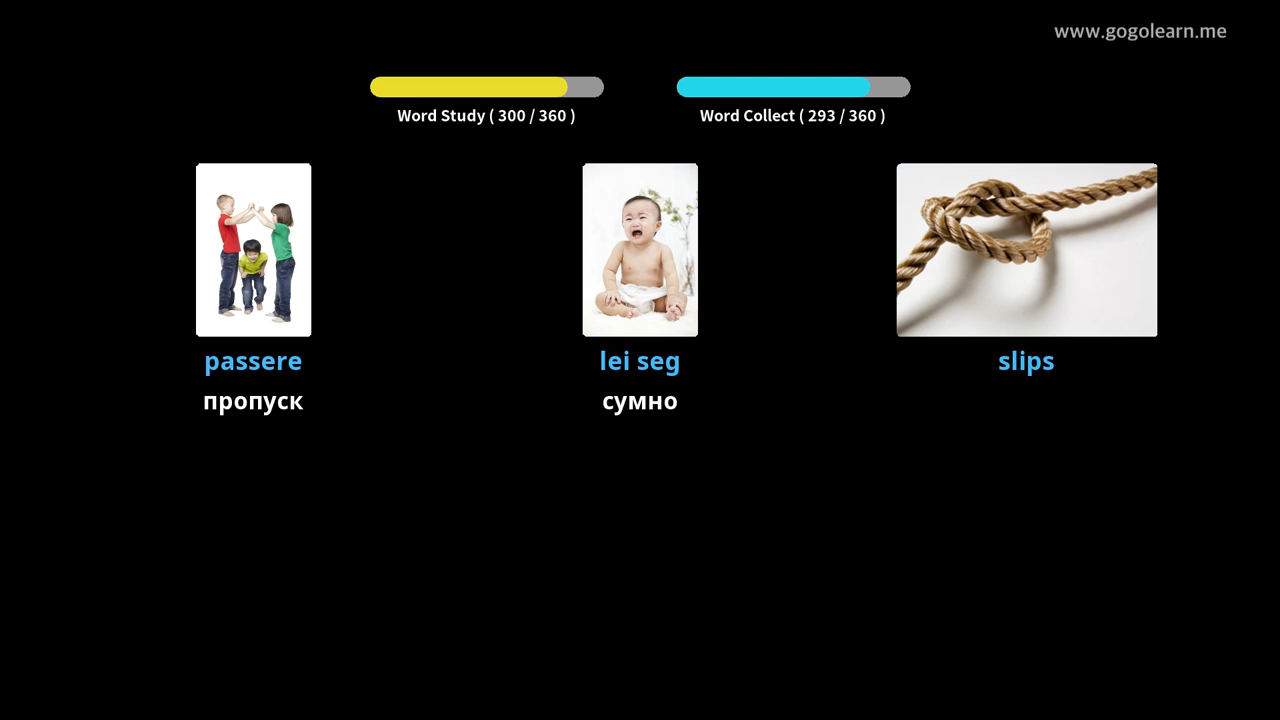 www.gogolearn.me
Word Study ( 300 / 360 )
Word Collect ( 293 / 360 )
passere
lei seg
slips
пропуск
сумно